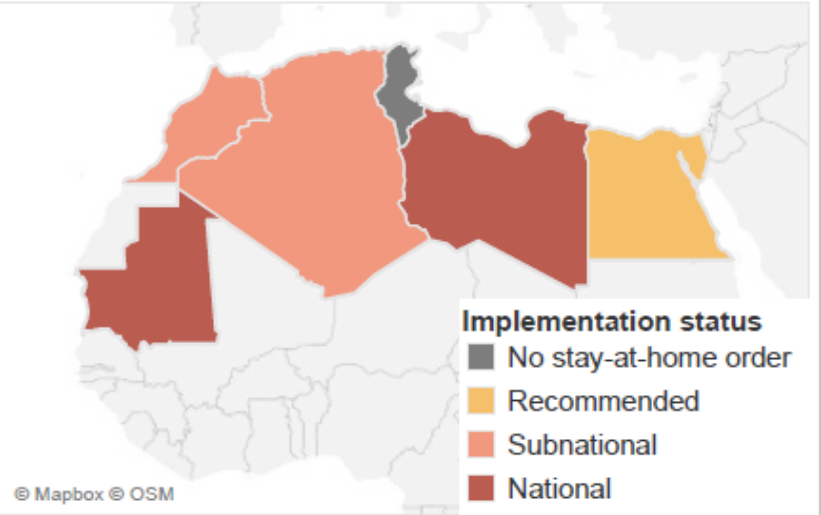 Implementation status
No stay-at-home order
Recommended
Subnational
National
© Mapbox © OSM